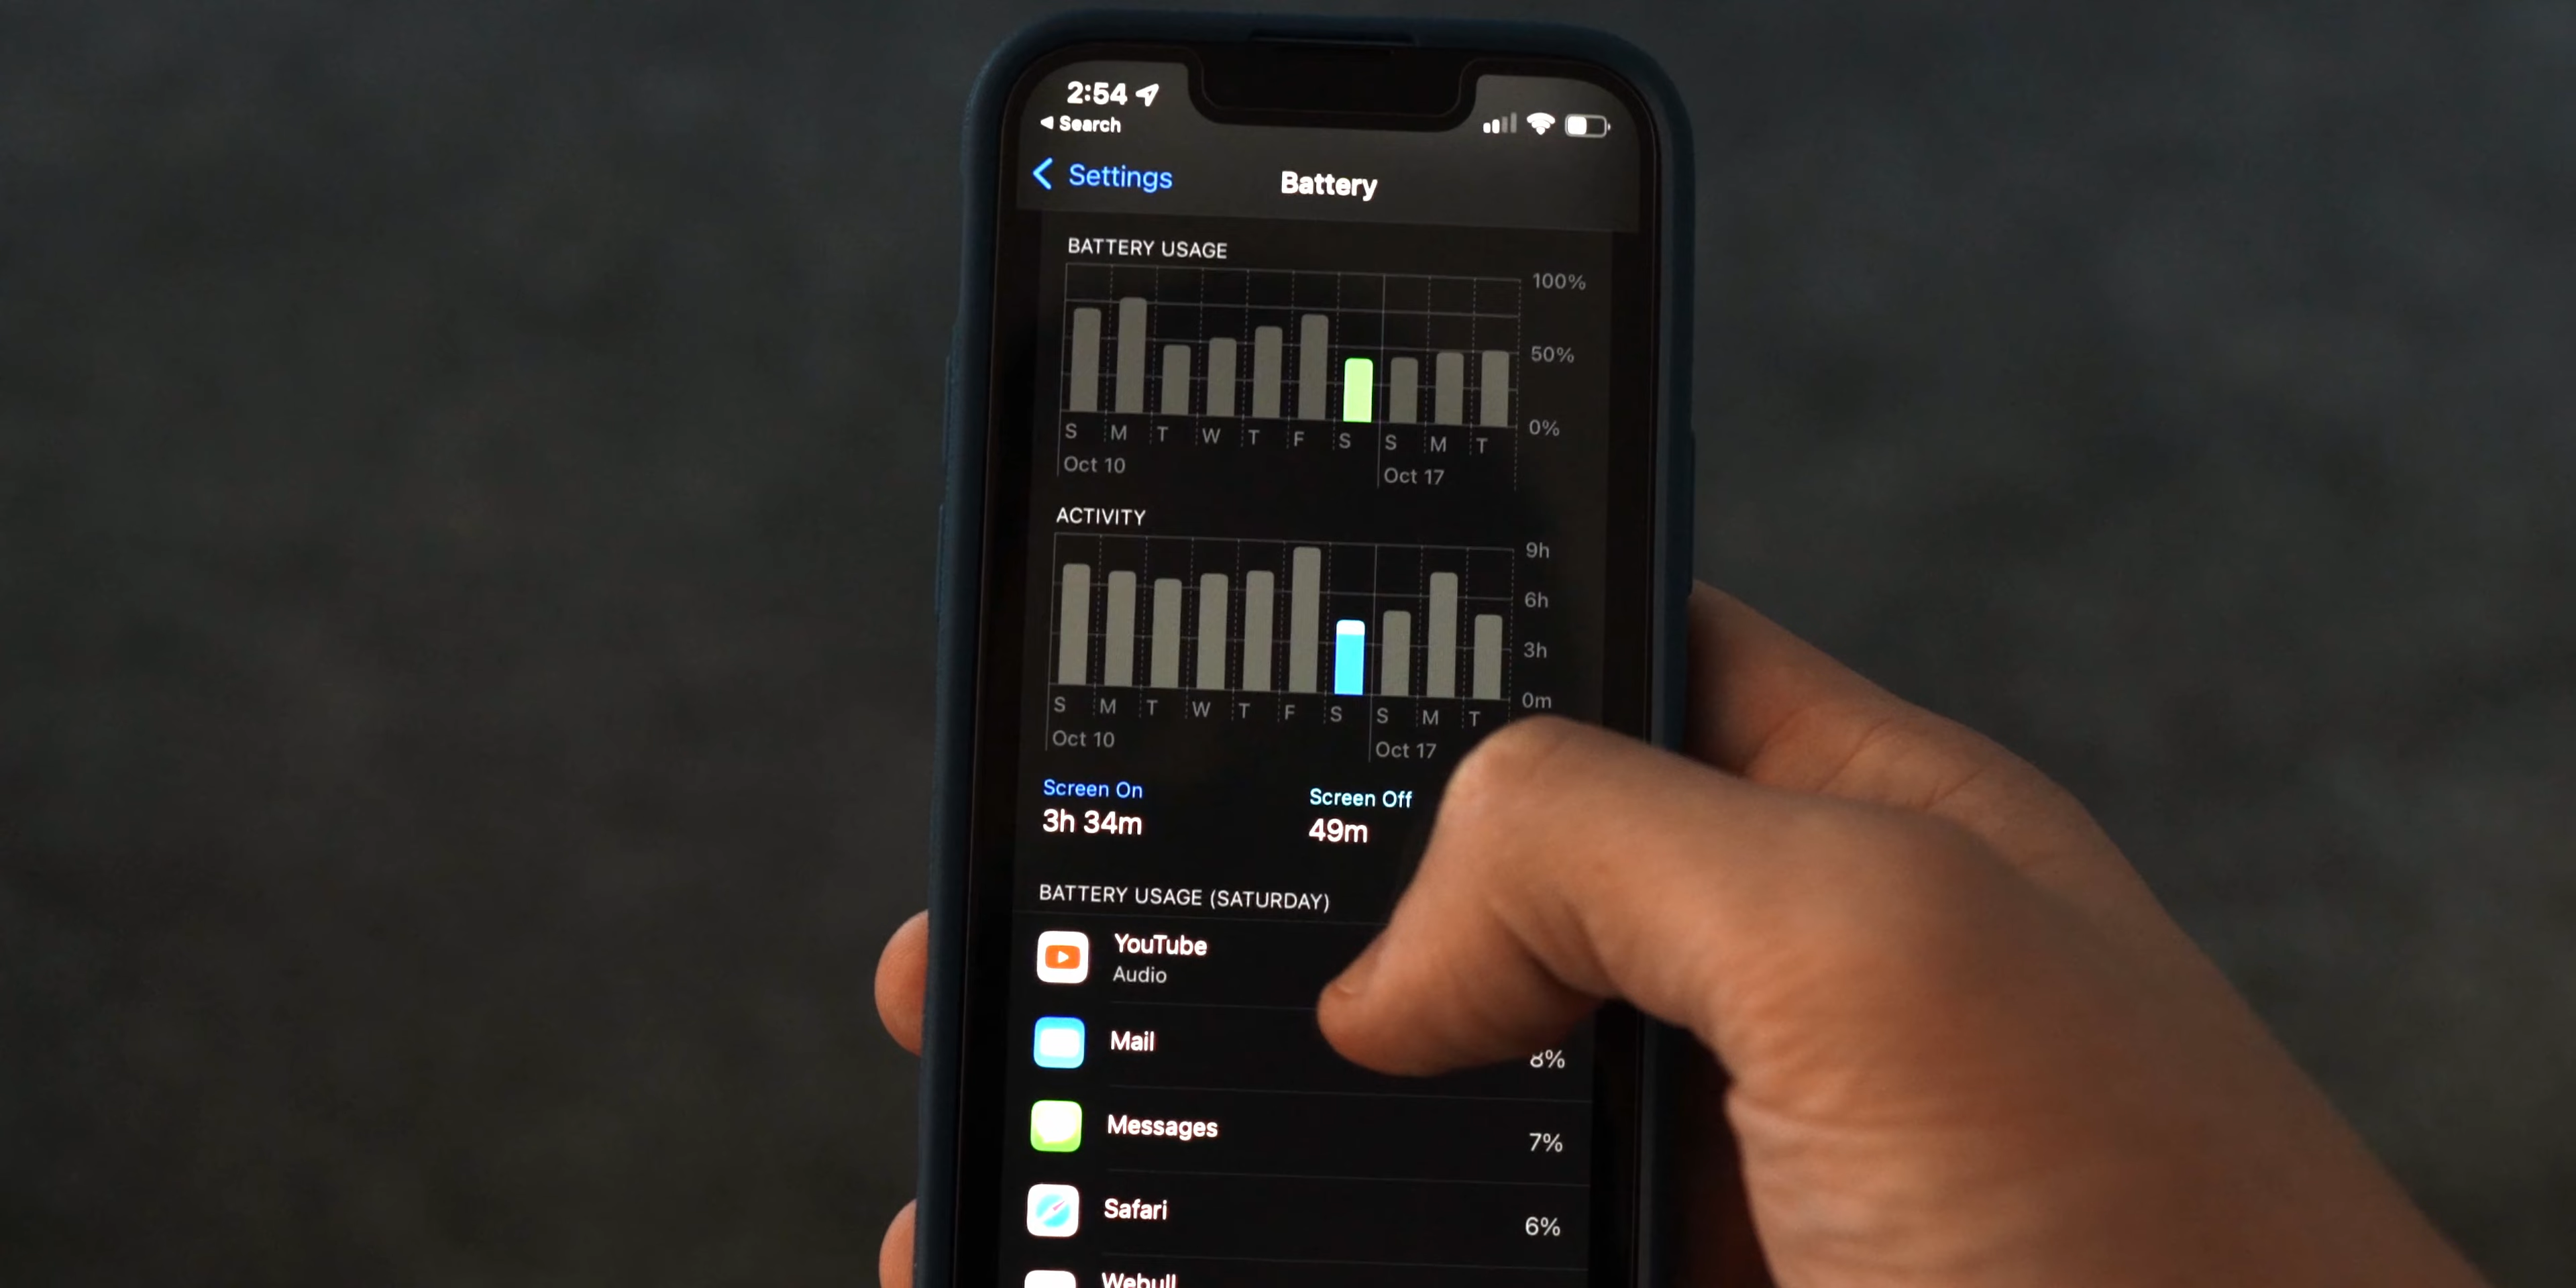 2:54
◀ Search
Settings
Battery
BATTERY USAGE
100%
50%
0%
S M T W T F S S M T
Oct 10 Oct 17
ACTIVITY
9h
6h
3h
0m
S M T W T F S S M T
Oct 10 Oct 17
Screen On Screen Off
3h 34m 49m
BATTERY USAGE (SATURDAY)
YouTube
Audio
Mail 8%
Messages 7%
Safari 6%
Webull